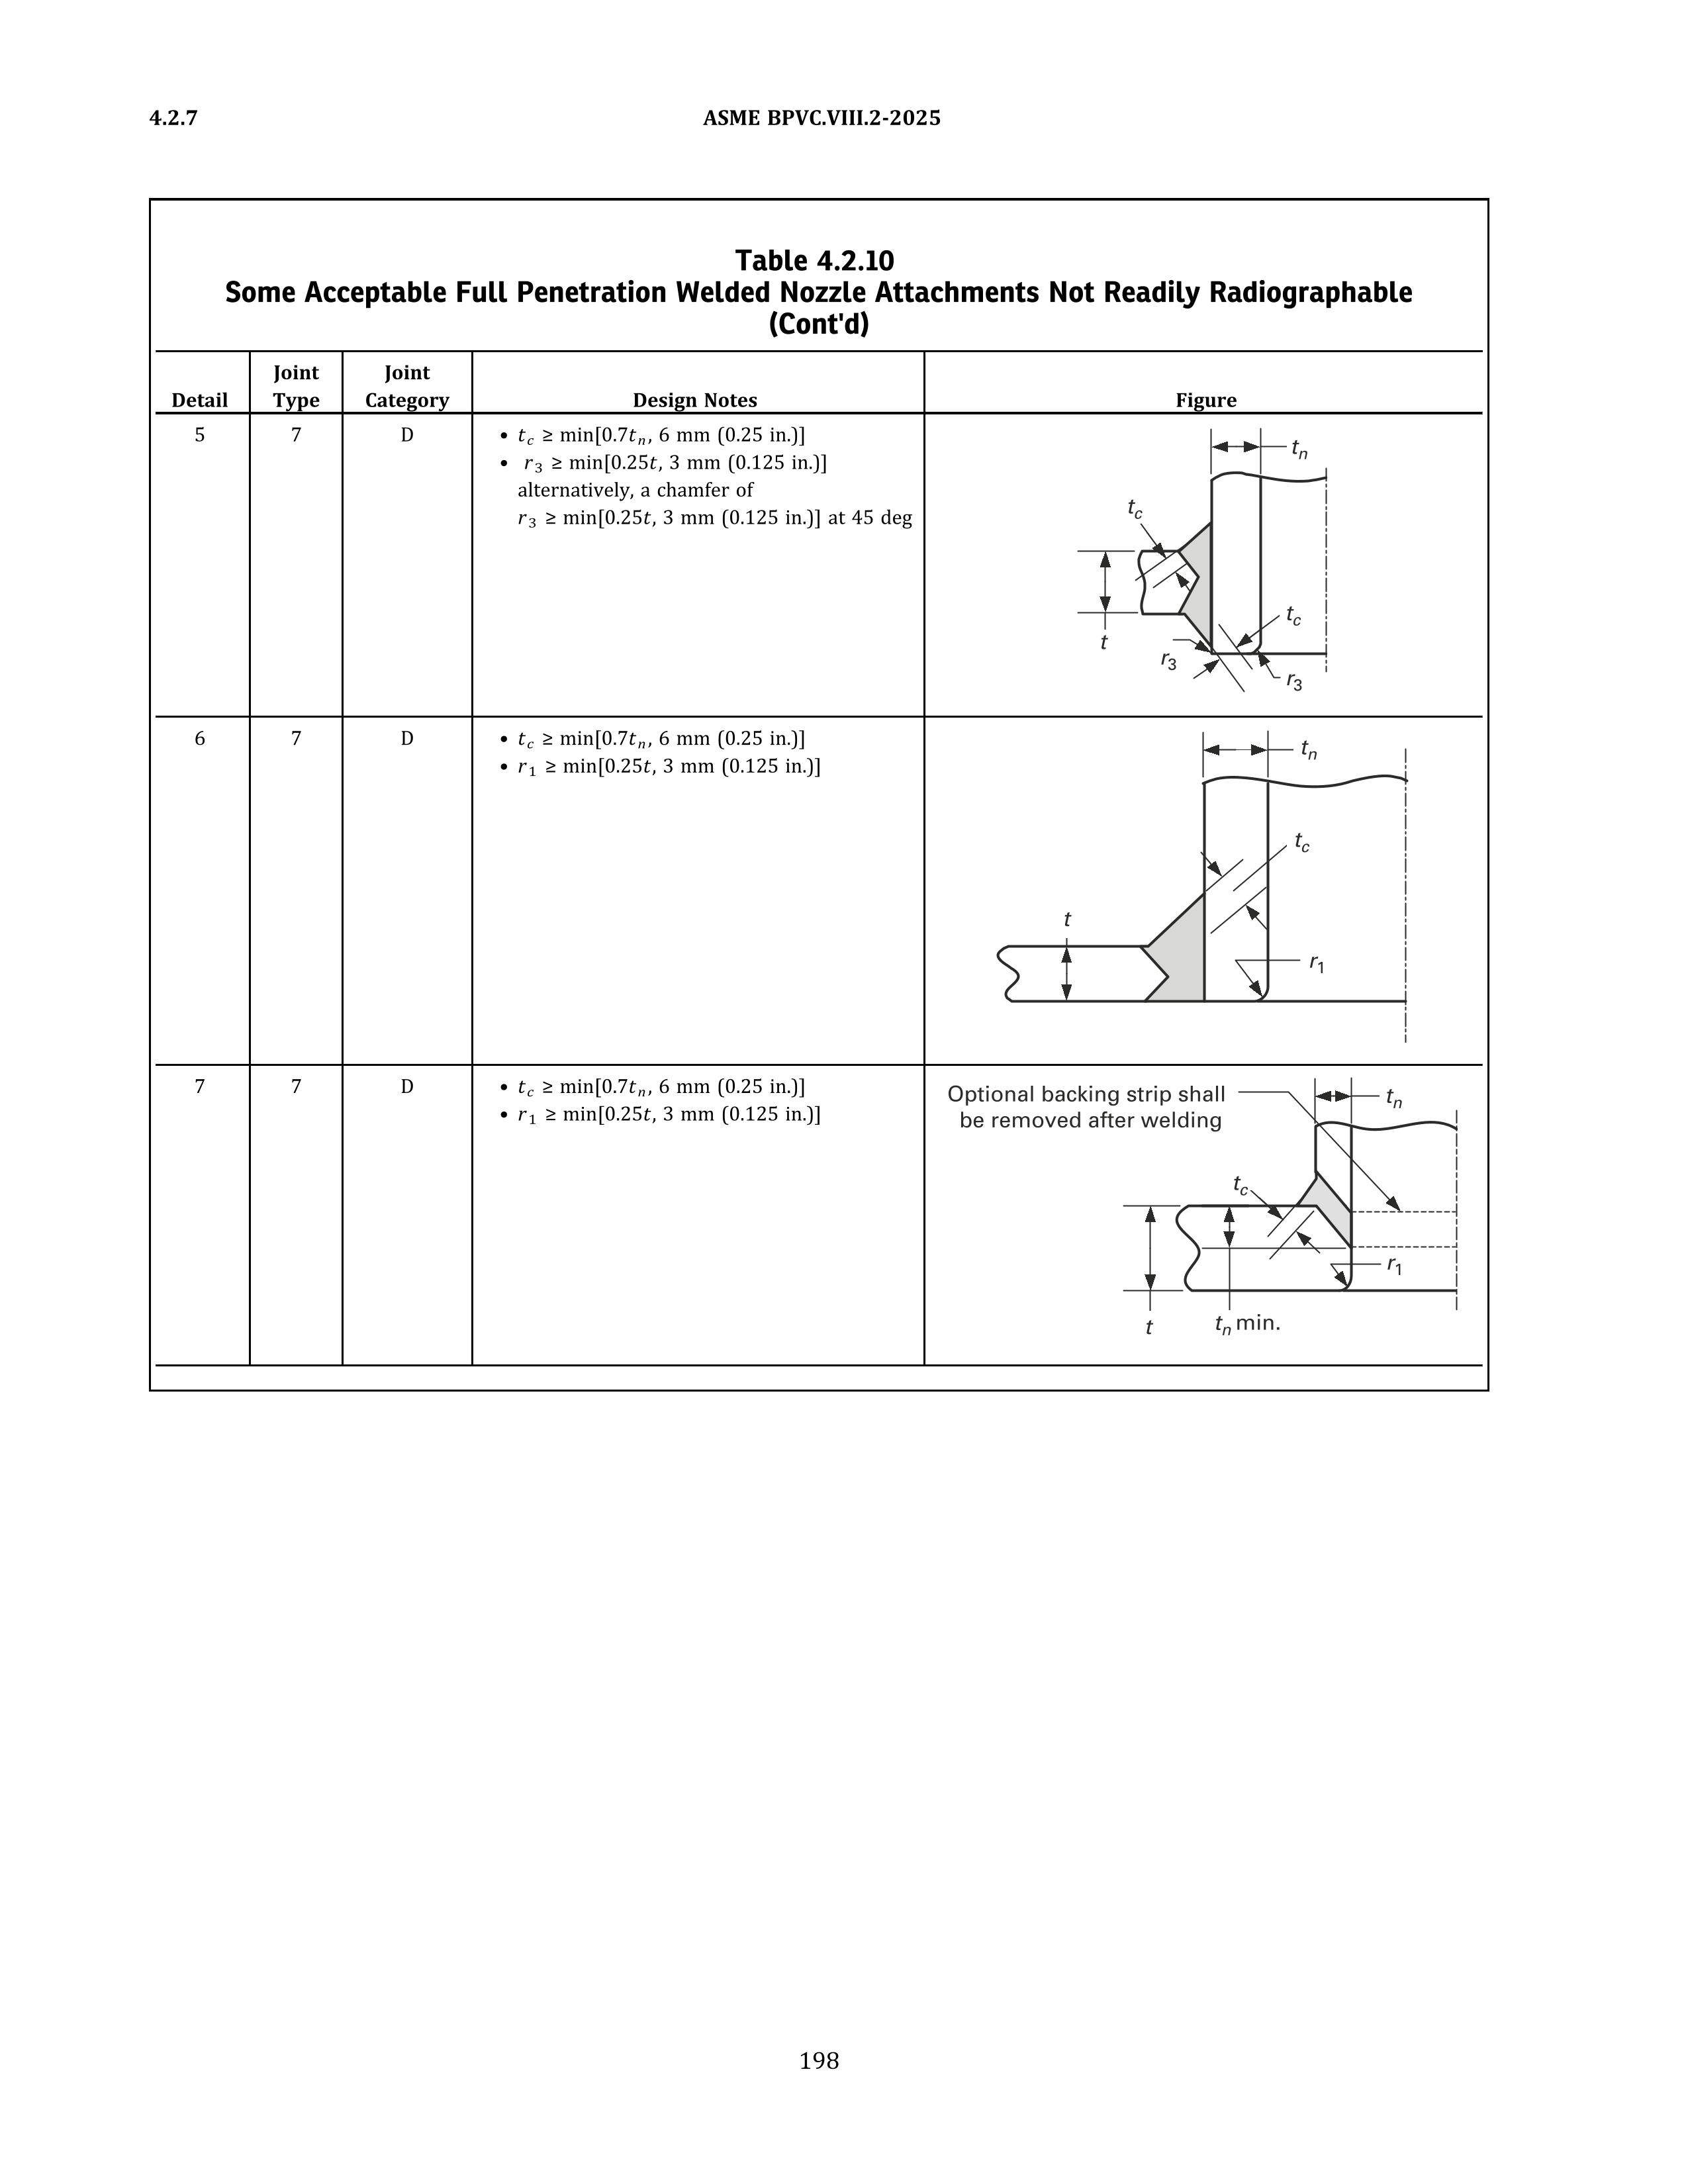 4.2.7
ASME BPVC.VIII.2-2025
Table 4.2.10
Some Acceptable Full Penetration Welded Nozzle Attachments Not Readily Radiographable
(Cont'd)
Detail
Joint
Type
Joint
Category
Design Notes
Figure
5
7
D
• t_c ≥ min[0.7t_n, 6 mm (0.25 in.)]
• r_3 ≥ min[0.25t, 3 mm (0.125 in.)]
alternatively, a chamfer of
r_3 ≥ min[0.25t, 3 mm (0.125 in.)] at 45 deg
t_n
t_c
t_c
t
r_3
r_3
6
7
D
• t_c ≥ min[0.7t_n, 6 mm (0.25 in.)]
• r_1 ≥ min[0.25t, 3 mm (0.125 in.)]
t_n
t_c
t
r_1
7
7
D
• t_c ≥ min[0.7t_n, 6 mm (0.25 in.)]
• r_1 ≥ min[0.25t, 3 mm (0.125 in.)]
Optional backing strip shall
be removed after welding
t_n
t_c
r_1
t
t_n min.
198